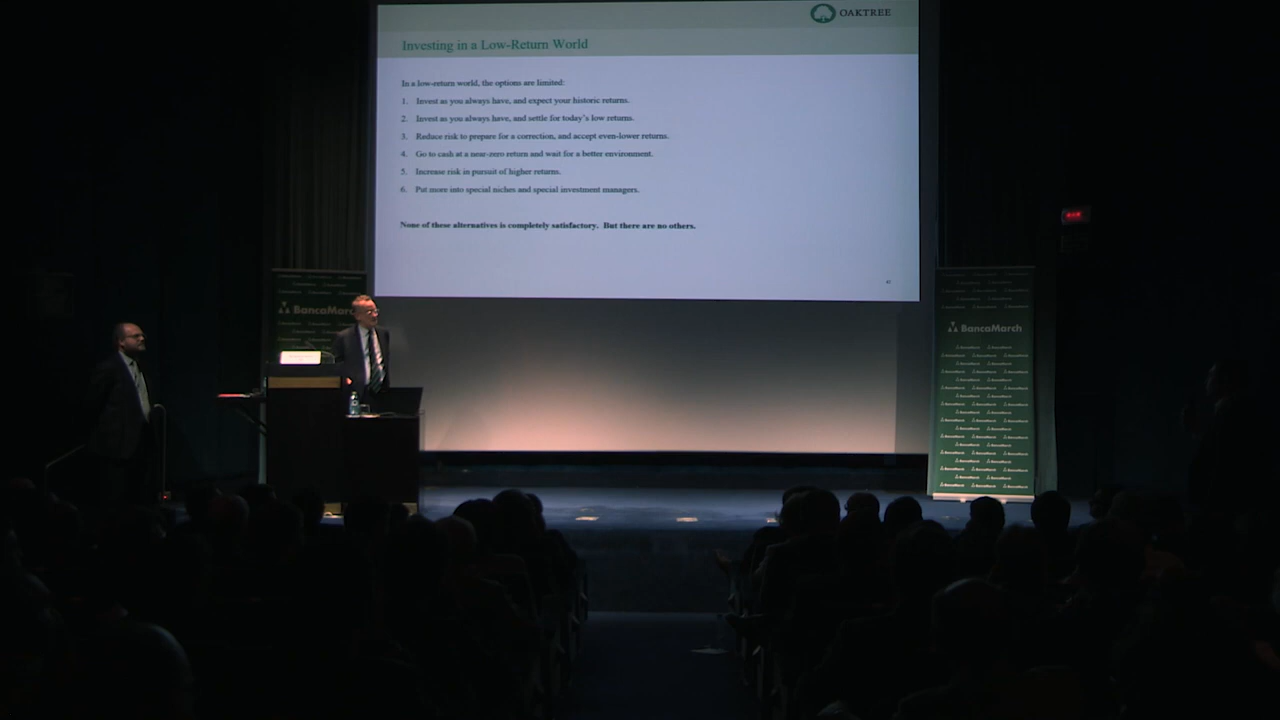 OAKTREE
Investing in a Low-Return World
In a low-return world, the options are limited:
1. Invest as you always have, and expect your historic returns.
2. Invest as you always have, and settle for today's low returns.
3. Reduce risk to prepare for a correction, and accept even-lower returns.
4. Go to cash at a near-zero return and wait for a better environment.
5. Increase risk in pursuit of higher returns.
6. Put more into special niches and special investment managers.
None of these alternatives is completely satisfactory. But there are no others.
BancaMarch
BancaMarch